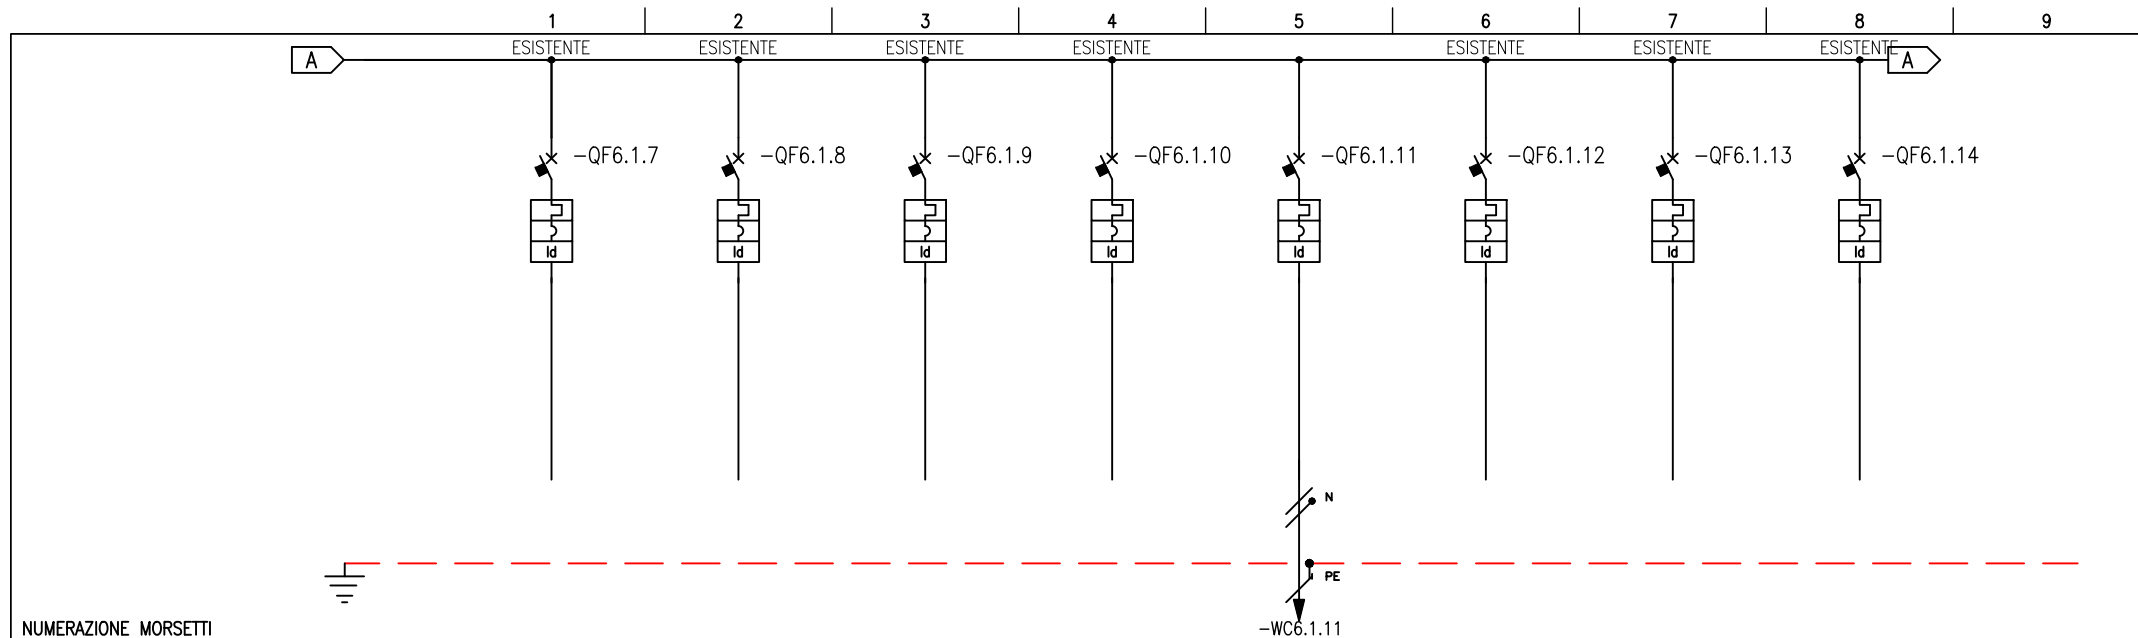 1 2 3 4 5 6 7 8 9
ESISTENTE ESISTENTE ESISTENTE ESISTENTE ESISTENTE ESISTENTE ESISTENTE
A A
-QF6.1.7 -QF6.1.8 -QF6.1.9 -QF6.1.10 -QF6.1.11 -QF6.1.12 -QF6.1.13 -QF6.1.14
Id Id Id Id Id Id Id Id
N
PE
NUMERAZIONE MORSETTI -WC6.1.11